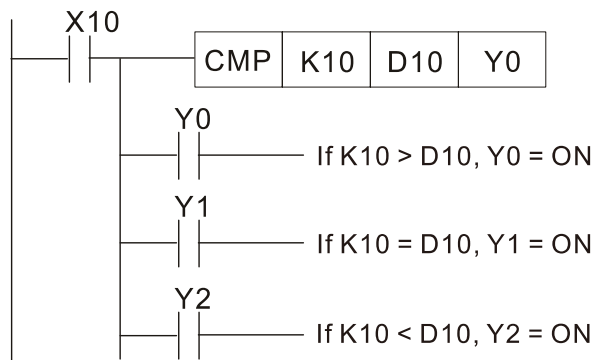 X10
CMP K10 D10 Y0
Y0
If K10 > D10, Y0 = ON
Y1
If K10 = D10, Y1 = ON
Y2
If K10 < D10, Y2 = ON